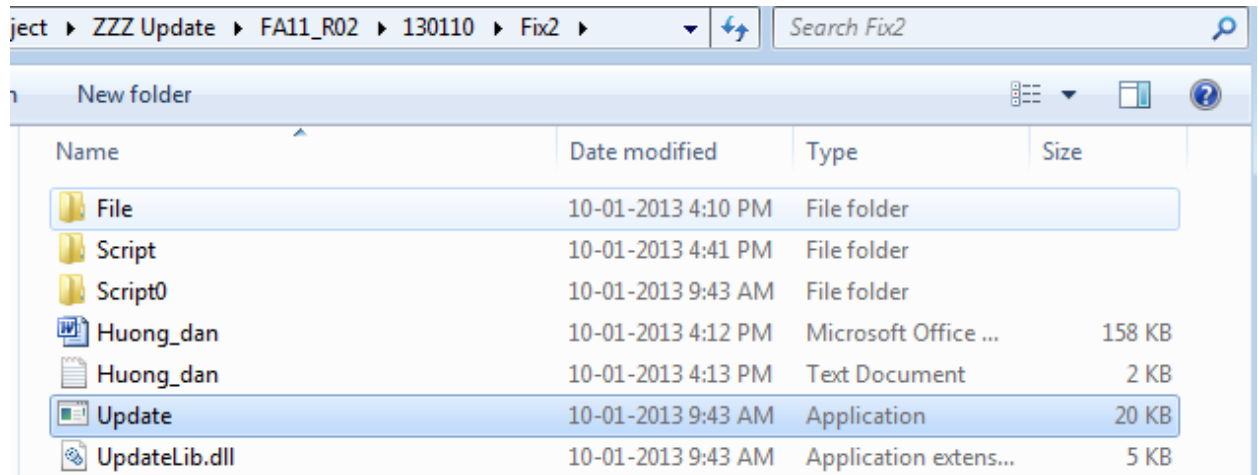 ject ▸ ZZZ Update ▸ FA11_R02 ▸ 130110 ▸ Fix2 ▸ Search Fix2
New folder
Name Date modified Type Size
File 10-01-2013 4:10 PM File folder
Script 10-01-2013 4:41 PM File folder
Script0 10-01-2013 9:43 AM File folder
Huong_dan 10-01-2013 4:12 PM Microsoft Office ... 158 KB
Huong_dan 10-01-2013 4:13 PM Text Document 2 KB
Update 10-01-2013 9:43 AM Application 20 KB
UpdateLib.dll 10-01-2013 9:43 AM Application extens... 5 KB